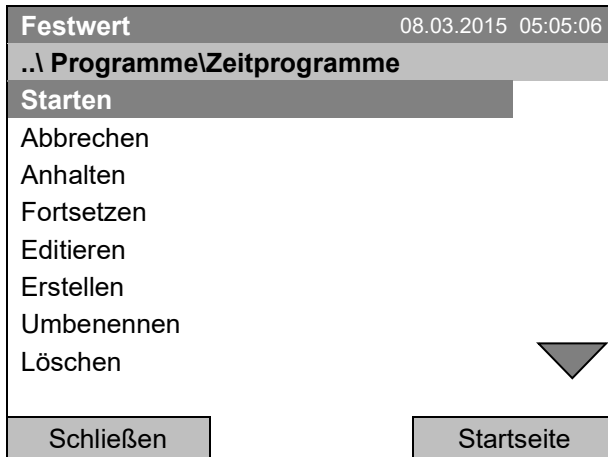 Festwert 08.03.2015 05:05:06
..\ Programme\Zeitprogramme
Starten
Abbrechen
Anhalten
Fortsetzen
Editieren
Erstellen
Umbenennen
Löschen
Schließen Startseite